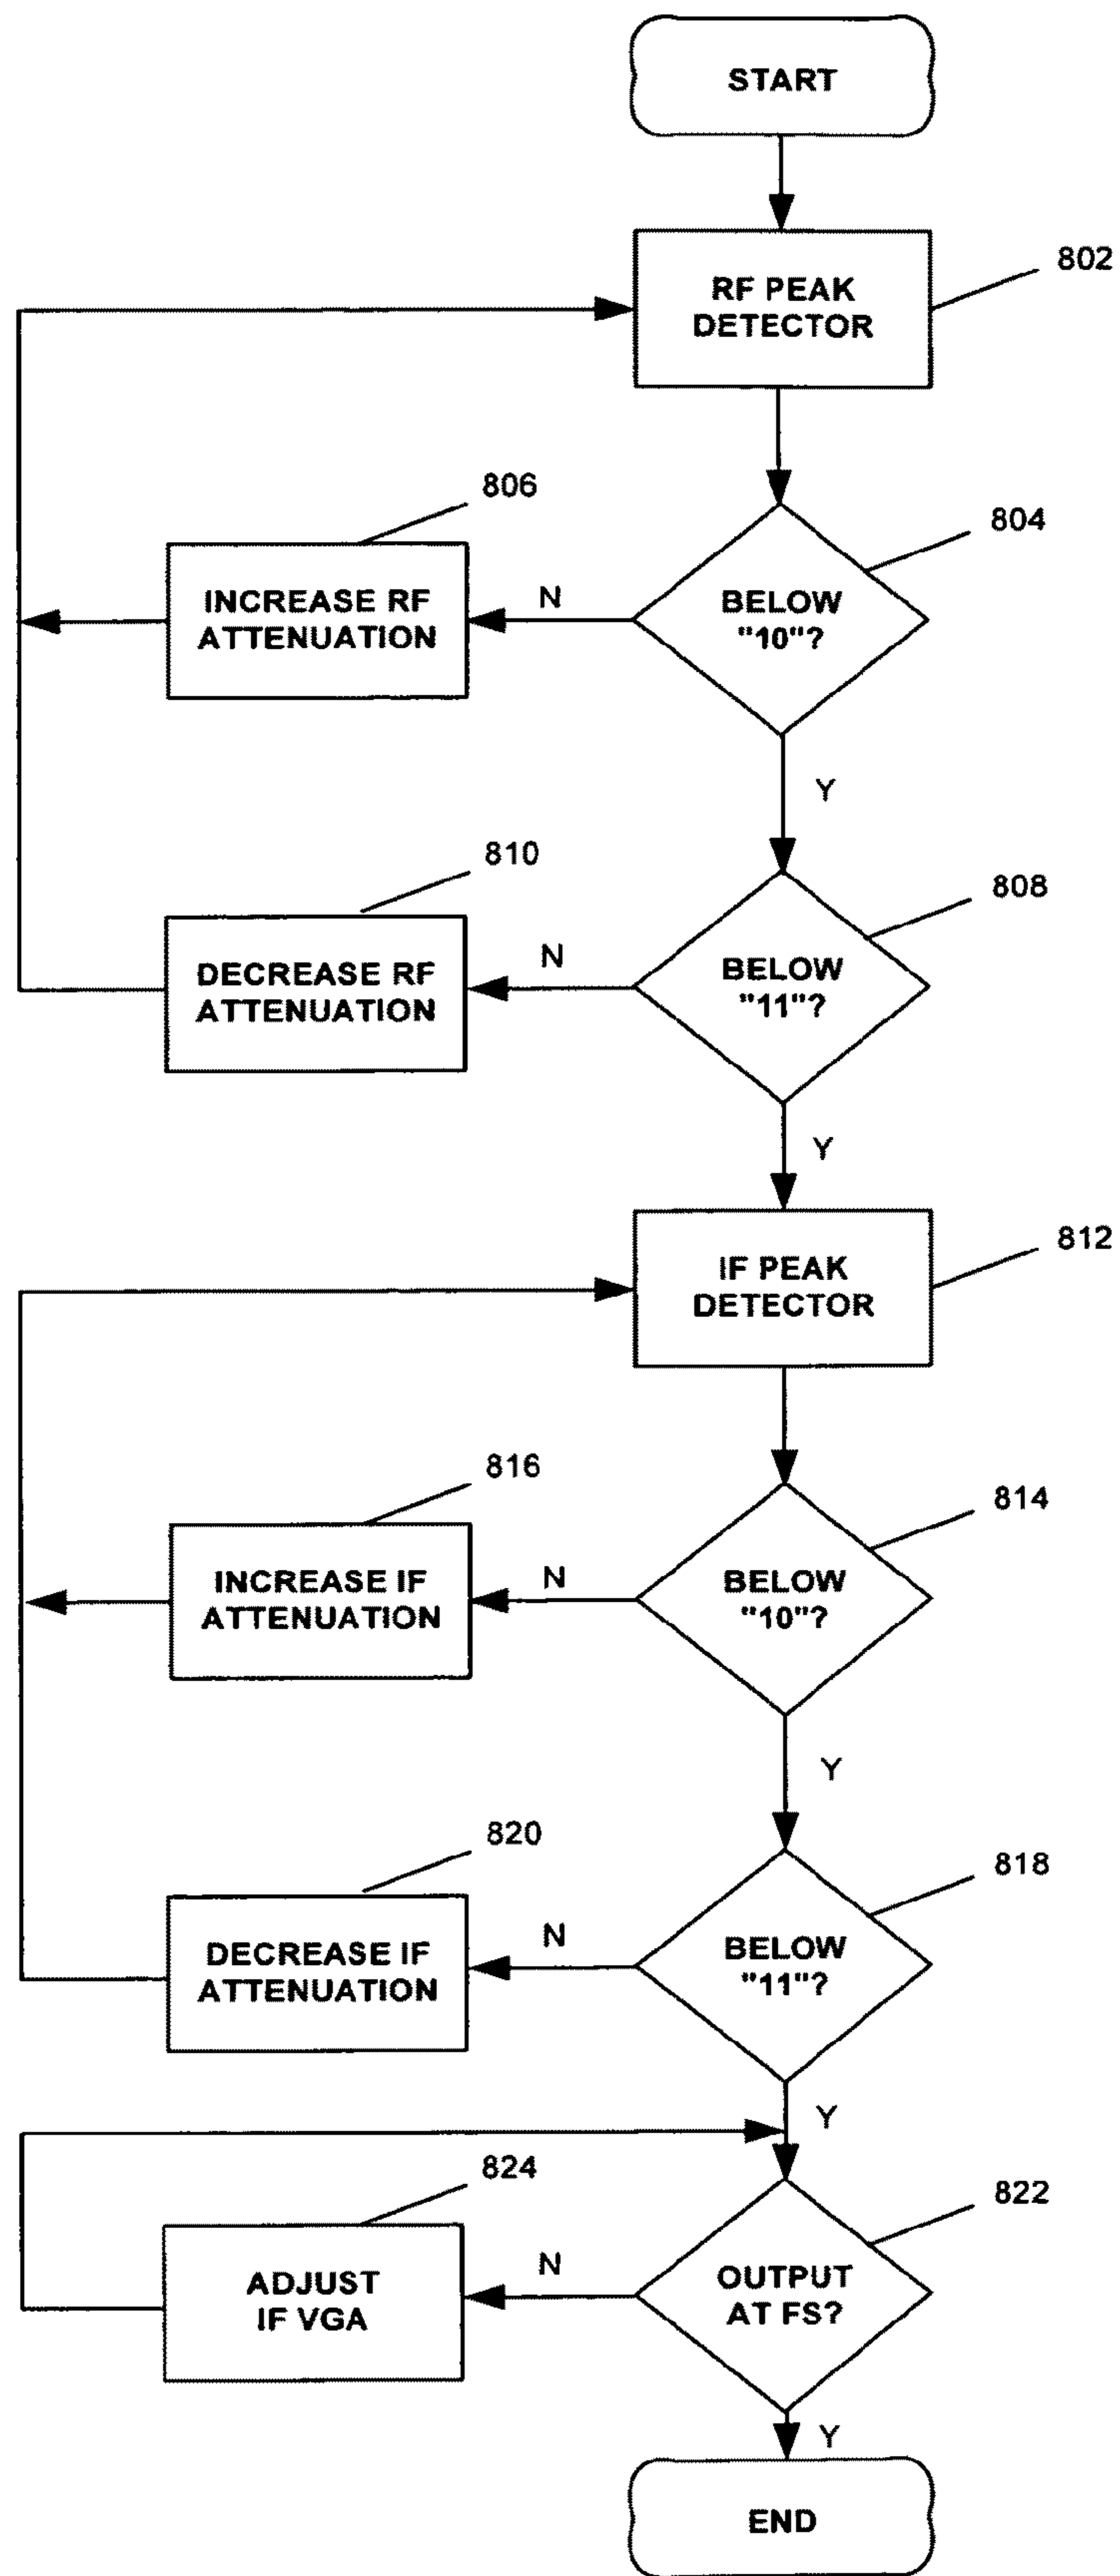 START
RF PEAK
DETECTOR
802
BELOW
"10"?
804
N
INCREASE RF
ATTENUATION
806
Y
BELOW
"11"?
808
N
DECREASE RF
ATTENUATION
810
Y
IF PEAK
DETECTOR
812
BELOW
"10"?
814
N
INCREASE IF
ATTENUATION
816
Y
BELOW
"11"?
818
N
DECREASE IF
ATTENUATION
820
Y
OUTPUT
AT FS?
822
N
ADJUST
IF VGA
824
Y
END